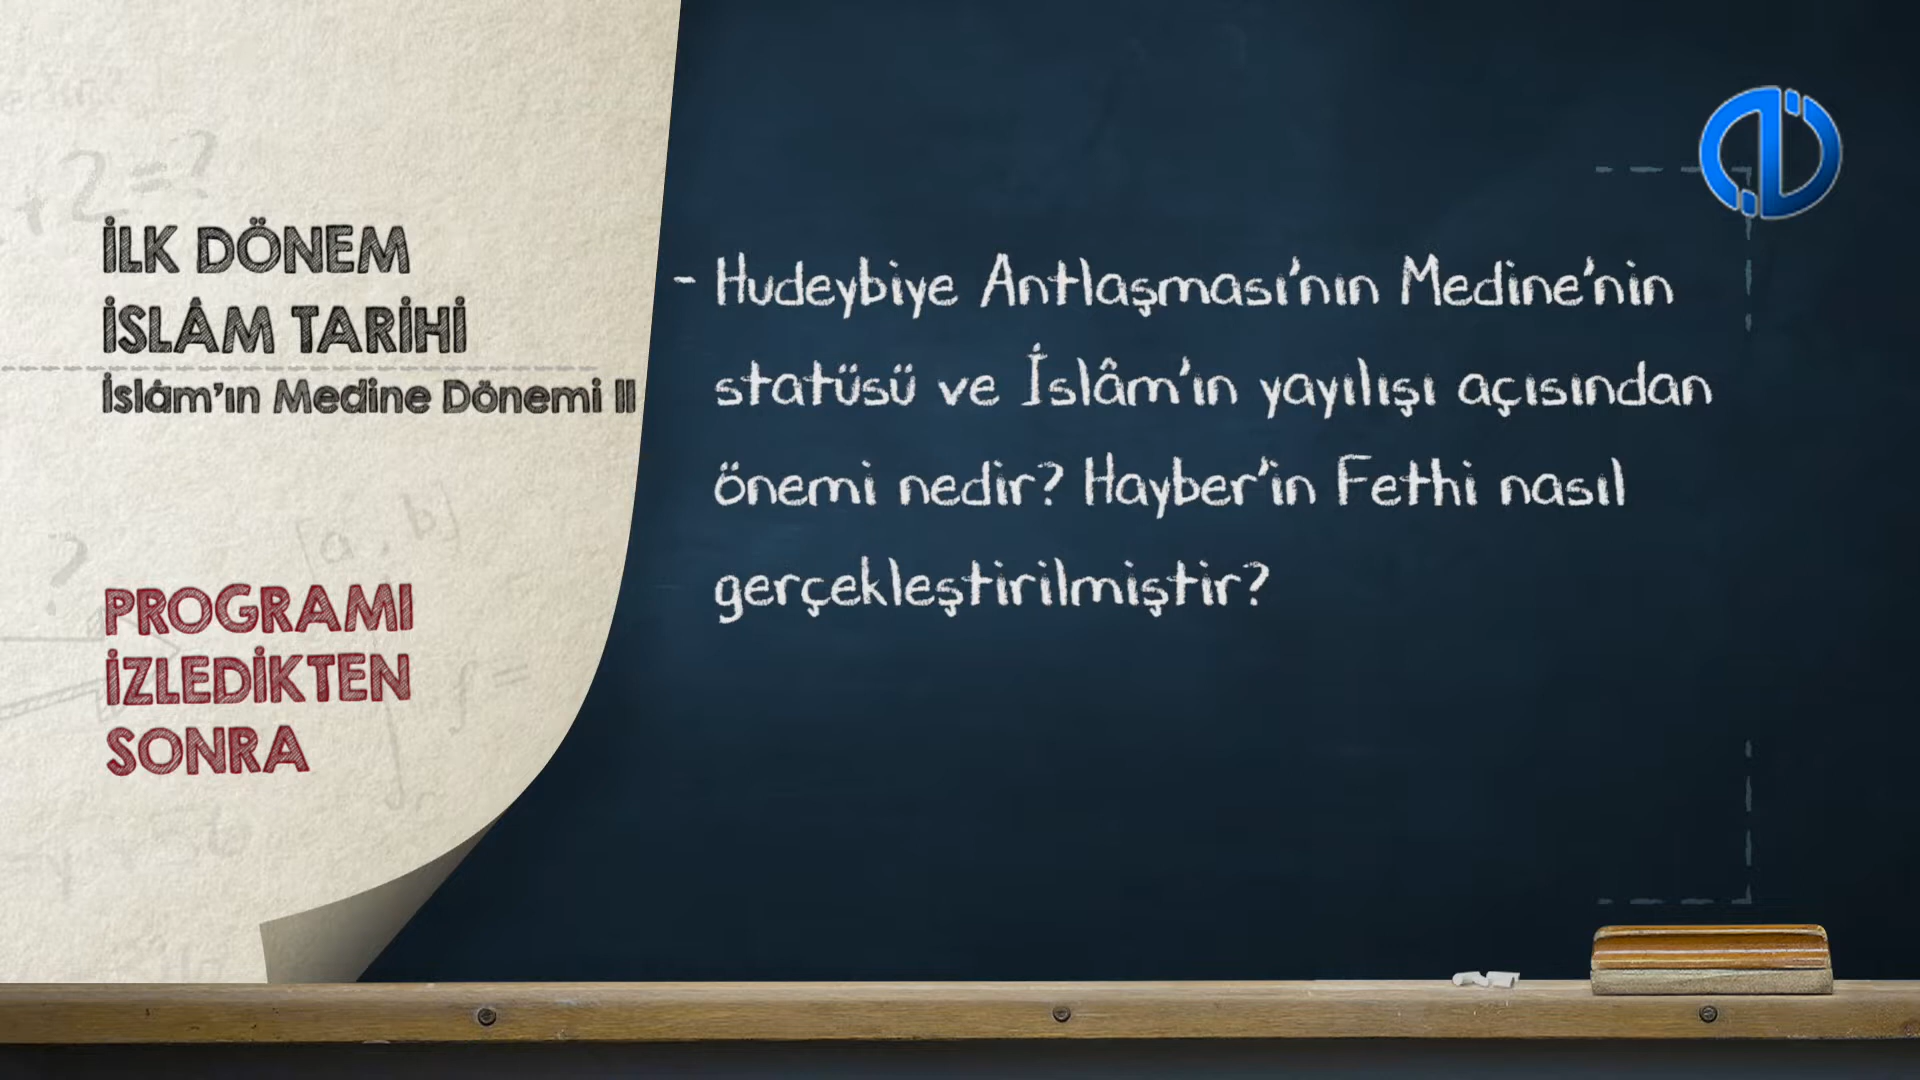 İLK DÖNEM
İSLÂM TARİHİ
İslâm'ın Medine Dönemi II
PROGRAMI
İZLEDİKTEN
SONRA
- Hudeybiye Antlaşması'nın Medine'nin
statüsü ve İslâm'ın yayılışı açısından
önemi nedir? Hayber'in Fethi nasıl
gerçekleştirilmiştir?